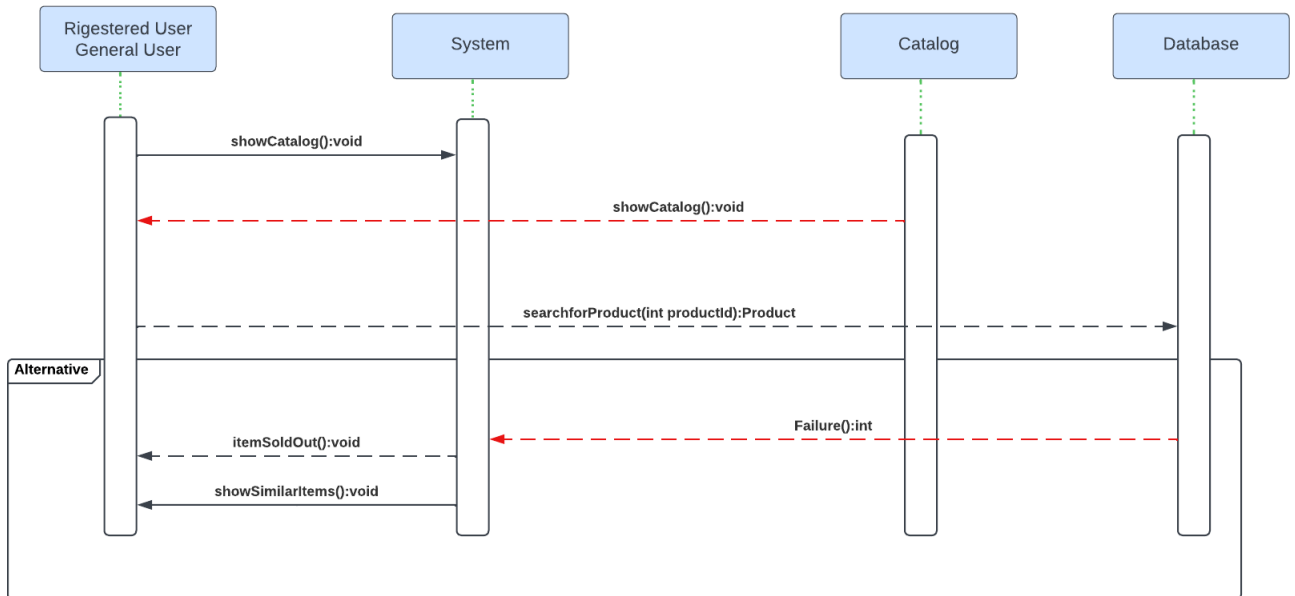 Rigestered User
General User
System
Catalog
Database
showCatalog():void
showCatalog():void
searchforProduct(int productId):Product
Alternative
Failure():int
itemSoldOut():void
showSimilarItems():void